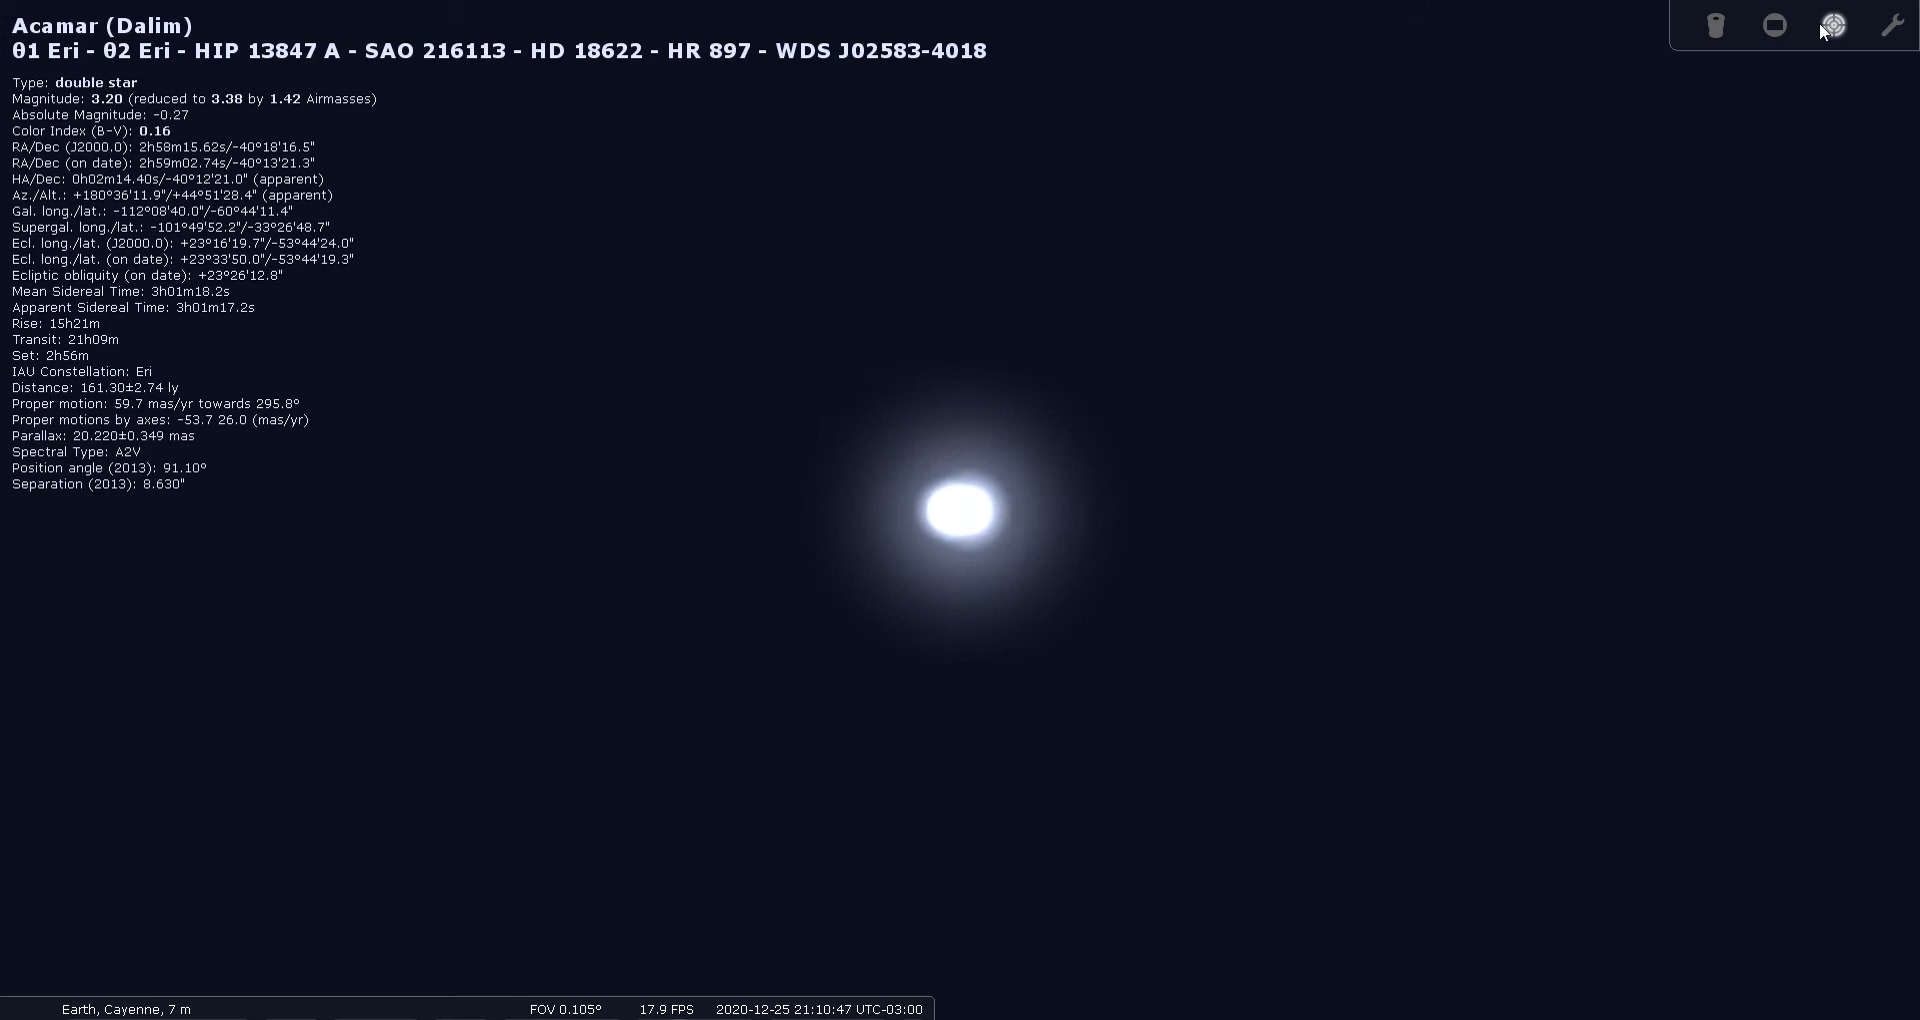 Acamar (Dalim)
θ1 Eri - θ2 Eri - HIP 13847 A - SAO 216113 - HD 18622 - HR 897 - WDS J02583-4018
Type: double star
Magnitude: 3.20 (reduced to 3.38 by 1.42 Airmasses)
Absolute Magnitude: -0.27
Color Index (B-V): 0.16
RA/Dec (J2000.0): 2h58m15.62s/-40°18'16.5"
RA/Dec (on date): 2h59m02.74s/-40°13'21.3"
HA/Dec: 0h02m14.40s/-40°12'21.0" (apparent)
Az./Alt.: +180°36'11.9"/+44°51'28.4" (apparent)
Gal. long./lat.: -112°08'40.0"/-60°44'11.4"
Supergal. long./lat.: -101°49'52.2"/-33°26'48.7"
Ecl. long./lat. (J2000.0): +23°16'19.7"/-53°44'24.0"
Ecl. long./lat. (on date): +23°33'50.0"/-53°44'19.3"
Ecliptic obliquity (on date): +23°26'12.8"
Mean Sidereal Time: 3h01m18.2s
Apparent Sidereal Time: 3h01m17.2s
Rise: 15h21m
Transit: 21h09m
Set: 2h56m
IAU Constellation: Eri
Distance: 161.30±2.74 ly
Proper motion: 59.7 mas/yr towards 295.8°
Proper motions by axes: -53.7 26.0 (mas/yr)
Parallax: 20.220±0.349 mas
Spectral Type: A2V
Position angle (2013): 91.10°
Separation (2013): 8.630"
Earth, Cayenne, 7 m FOV 0.105° 17.9 FPS 2020-12-25 21:10:47 UTC-03:00